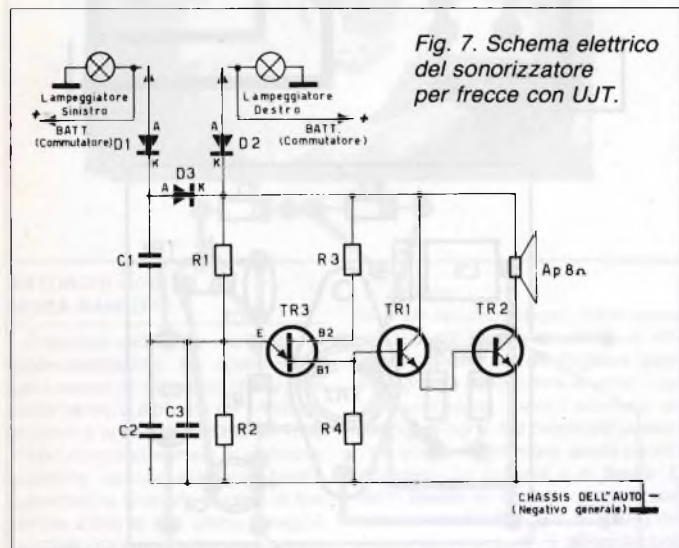 Fig. 7. Schema elettrico
del sonorizzatore
per frecce con UJT.
Lampeggiatore
Sinistro
+
BATT.
(Commutatore)
Lampeggiatore
Destro
+
BATT.
(Commutatore)
A
D1
K
A
D2
K
D3
A K
C1
R1
R3
Ap 8Ω
TR3
E
B2
B1
TR1
TR2
C2
C3
R2
R4
CHASSIS DELL'AUTO -
(Negativo generale)